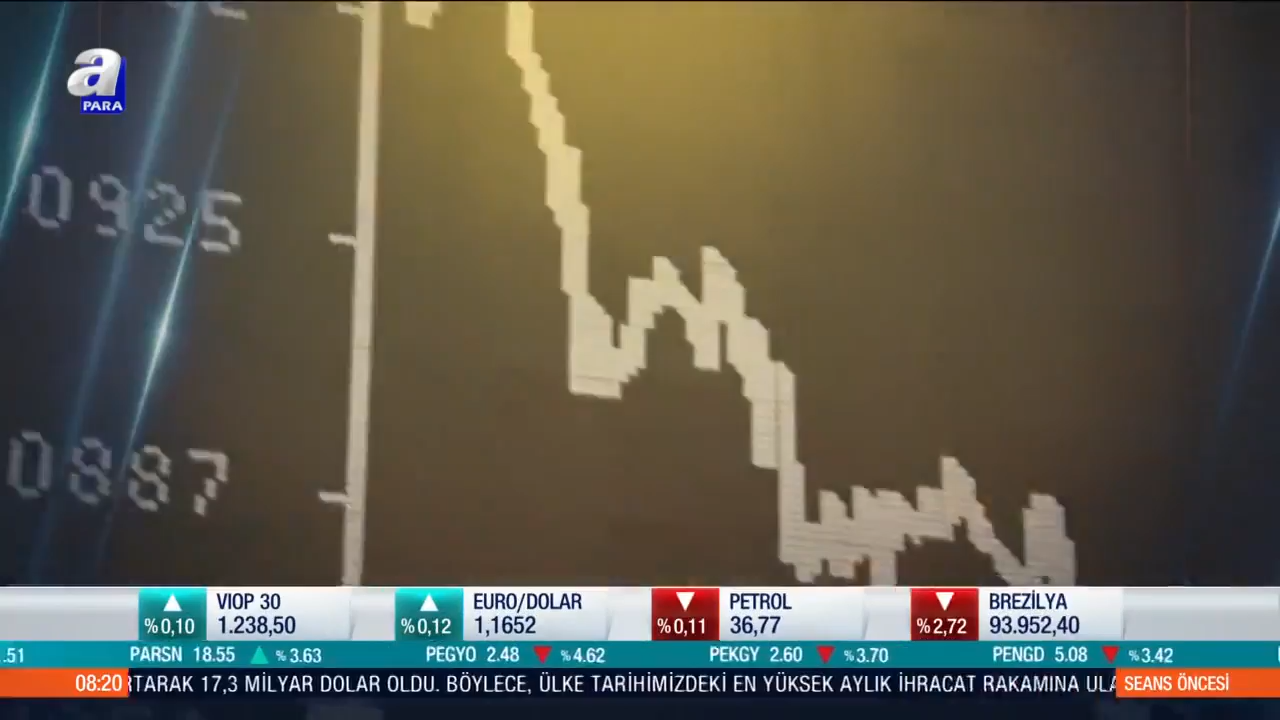 a
PARA
0925
0887
VIOP 30
%0,10 1.238,50
EURO/DOLAR
%0,12 1,1652
PETROL
%0,11 36,77
BREZİLYA
%2,72 93.952,40
.51 PARSN 18.55 %3.63 PEGYO 2.48 %4.62 PEKGY 2.60 %3.70 PENGD 5.08 %3.42
08:20 RTARAK 17,3 MİLYAR DOLAR OLDU. BÖYLECE, ÜLKE TARİHİMİZDEKİ EN YÜKSEK AYLIK İHRACAT RAKAMINA ULA SEANS ÖNCESİ